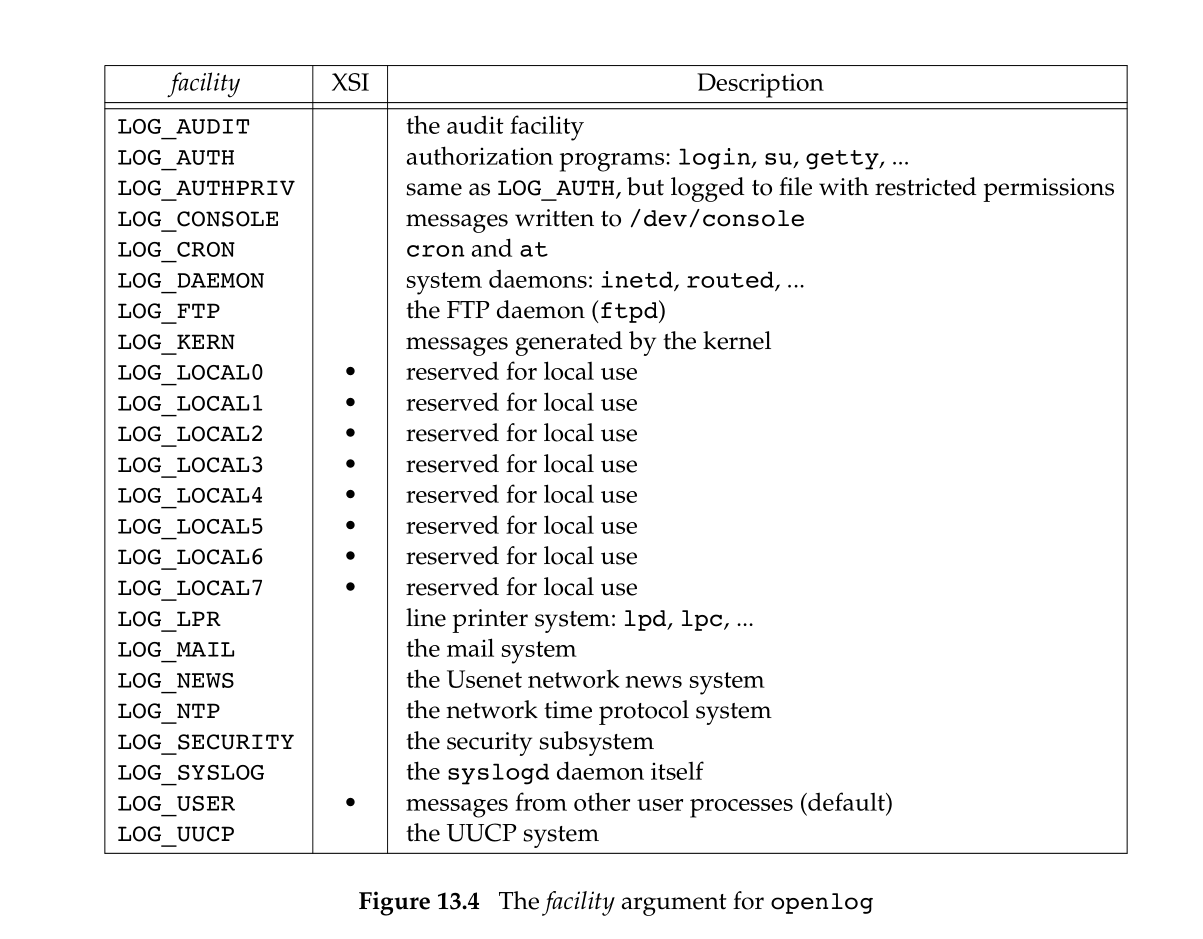 facility XSI Description
LOG_AUDIT the audit facility
LOG_AUTH authorization programs: login, su, getty, ...
LOG_AUTHPRIV same as LOG_AUTH, but logged to file with restricted permissions
LOG_CONSOLE messages written to /dev/console
LOG_CRON cron and at
LOG_DAEMON system daemons: inetd, routed, ...
LOG_FTP the FTP daemon (ftpd)
LOG_KERN messages generated by the kernel
LOG_LOCAL0 • reserved for local use
LOG_LOCAL1 • reserved for local use
LOG_LOCAL2 • reserved for local use
LOG_LOCAL3 • reserved for local use
LOG_LOCAL4 • reserved for local use
LOG_LOCAL5 • reserved for local use
LOG_LOCAL6 • reserved for local use
LOG_LOCAL7 • reserved for local use
LOG_LPR line printer system: lpd, lpc, ...
LOG_MAIL the mail system
LOG_NEWS the Usenet network news system
LOG_NTP the network time protocol system
LOG_SECURITY the security subsystem
LOG_SYSLOG the syslogd daemon itself
LOG_USER • messages from other user processes (default)
LOG_UUCP the UUCP system
Figure 13.4 The facility argument for openlog